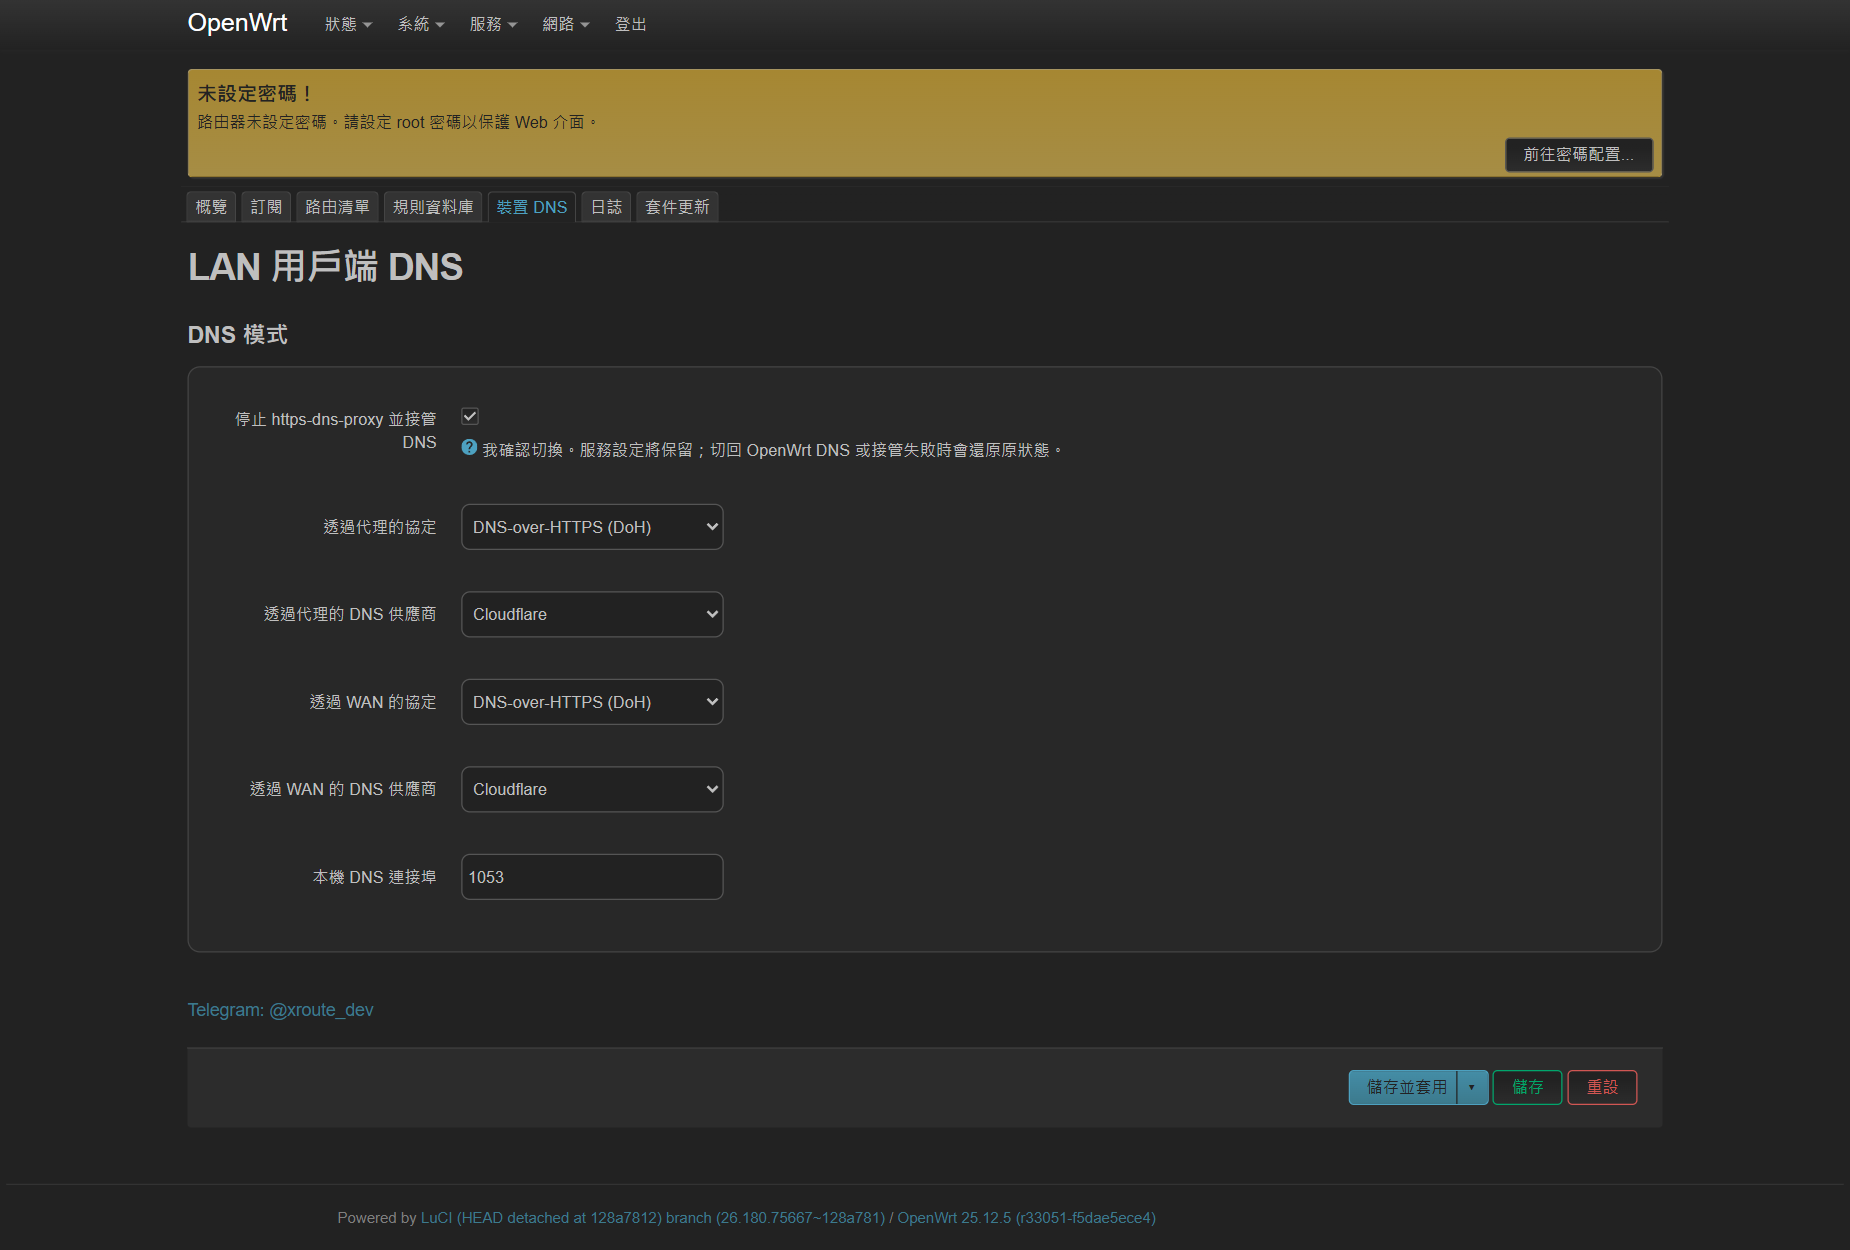 OpenWrt 狀態 系統 服務 網路 登出
未設定密碼！
路由器未設定密碼。請設定 root 密碼以保護 Web 介面。
前往密碼配置...
概覽 訂閱 路由清單 規則資料庫 裝置 DNS 日誌 套件更新
LAN 用戶端 DNS
DNS 模式
停止 https-dns-proxy 並接管
DNS
我確認切換。服務設定將保留；切回 OpenWrt DNS 或接管失敗時會還原原狀態。
透過代理的協定 DNS-over-HTTPS (DoH)
透過代理的 DNS 供應商 Cloudflare
透過 WAN 的協定 DNS-over-HTTPS (DoH)
透過 WAN 的 DNS 供應商 Cloudflare
本機 DNS 連接埠 1053
Telegram: @xroute_dev
儲存並套用 儲存 重設
Powered by LuCI (HEAD detached at 128a7812) branch (26.180.75667~128a781) / OpenWrt 25.12.5 (r33051-f5dae5ece4)